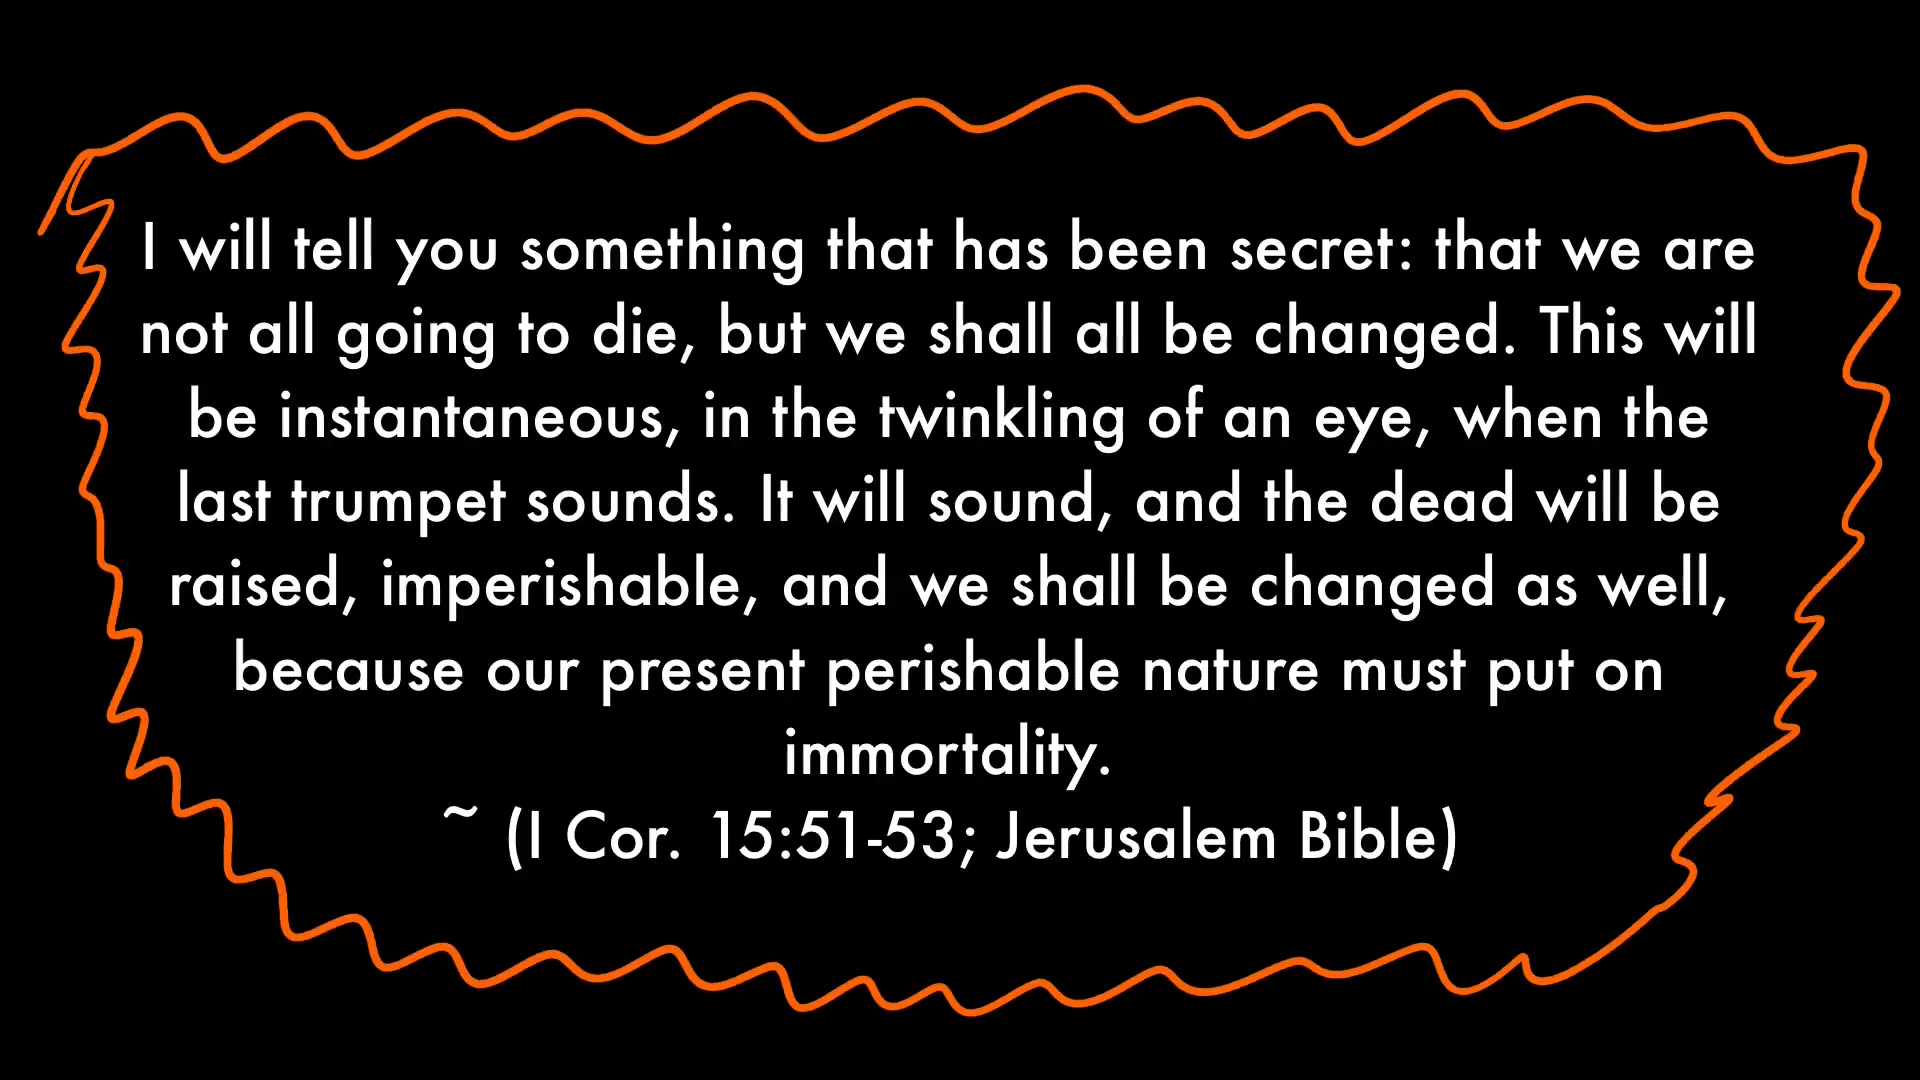 I will tell you something that has been secret: that we are
not all going to die, but we shall all be changed. This will
be instantaneous, in the twinkling of an eye, when the
last trumpet sounds. It will sound, and the dead will be
raised, imperishable, and we shall be changed as well,
because our present perishable nature must put on
immortality.
~ (I Cor. 15:51-53; Jerusalem Bible)